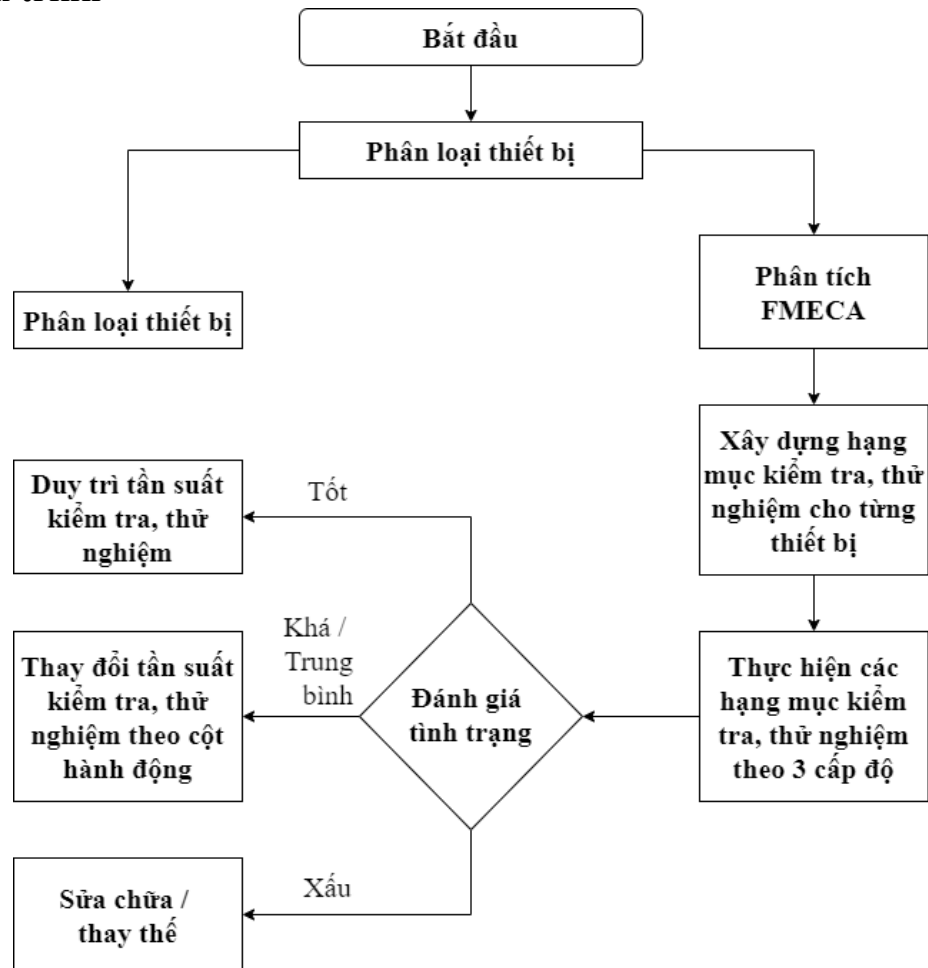 Bắt đầu
Phân loại thiết bị
Phân tích
FMECA
Phân loại thiết bị
Xây dựng hạng
mục kiểm tra, thử
nghiệm cho từng
thiết bị
Duy trì tần suất
kiểm tra, thử
nghiệm
Tốt
Khá /
Trung
bình
Thay đổi tần suất
kiểm tra, thử
nghiệm theo cột
hành động
Đánh giá
tình trạng
Thực hiện các
hạng mục kiểm
tra, thử nghiệm
theo 3 cấp độ
Xấu
Sửa chữa /
thay thế